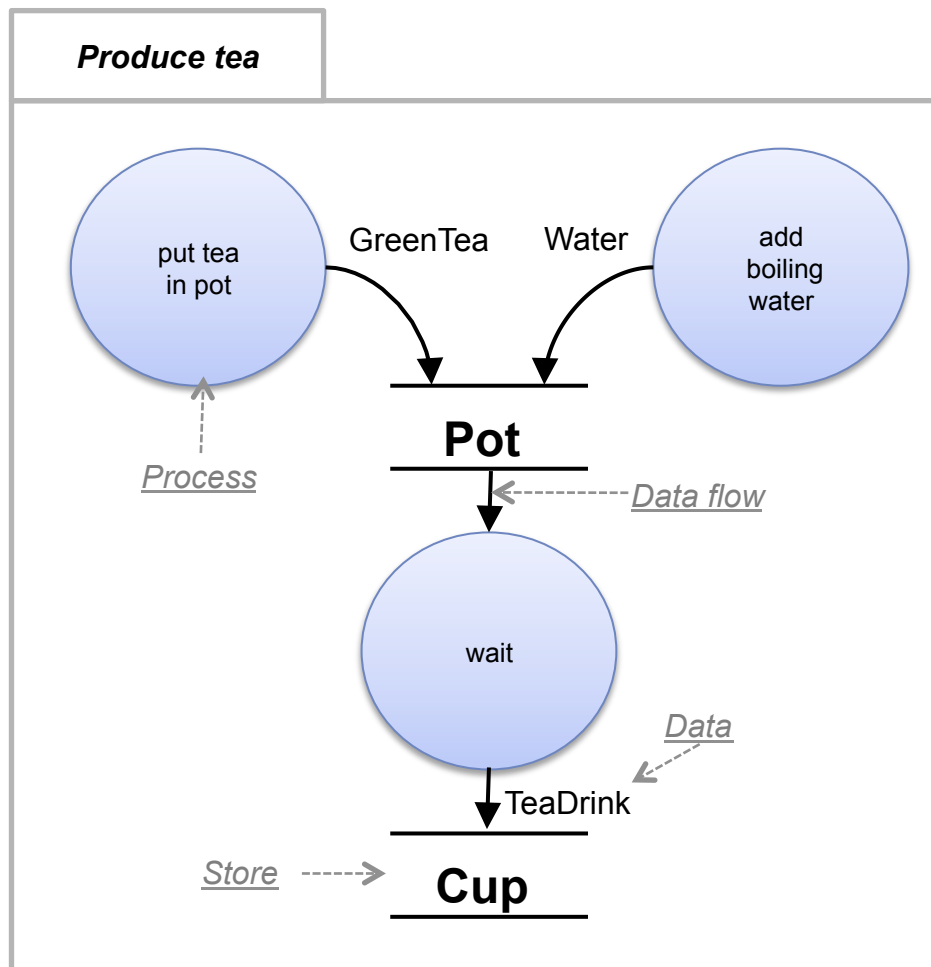 Produce tea
put tea
in pot
GreenTea
Water
add
boiling
water
Pot
Process
Data flow
wait
Data
TeaDrink
Store
Cup